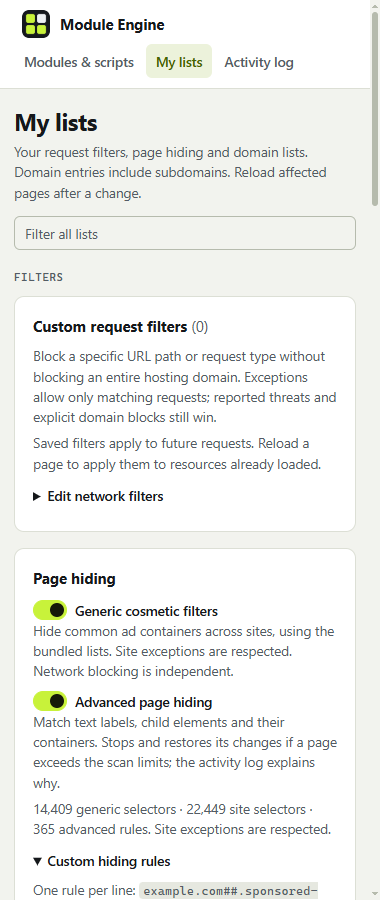 Module Engine
Modules & scripts
My lists
Activity log
My lists
Your request filters, page hiding and domain lists.
Domain entries include subdomains. Reload affected
pages after a change.
Filter all lists
FILTERS
Custom request filters (0)
Block a specific URL path or request type without
blocking an entire hosting domain. Exceptions
allow only matching requests; reported threats and
explicit domain blocks still win.
Saved filters apply to future requests. Reload a
page to apply them to resources already loaded.
Edit network filters
Page hiding
Generic cosmetic filters
Hide common ad containers across sites, using the
bundled lists. Site exceptions are respected.
Network blocking is independent.
Advanced page hiding
Match text labels, child elements and their
containers. Stops and restores its changes if a page
exceeds the scan limits; the activity log explains
why.
14,409 generic selectors · 22,449 site selectors ·
365 advanced rules. Site exceptions are respected.
Custom hiding rules
One rule per line: example.com##.sponsored-